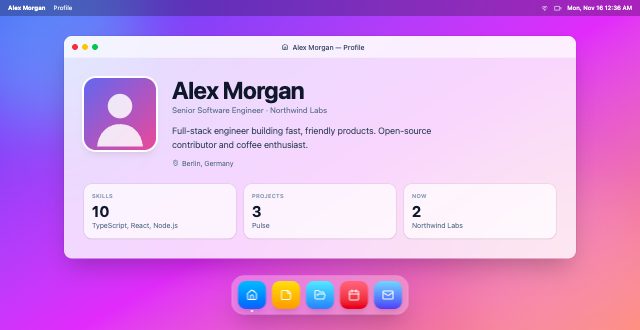 Alex Morgan Profile Mon, Nov 16 12:36 AM
Alex Morgan — Profile
Alex Morgan
Senior Software Engineer · Northwind Labs
Full-stack engineer building fast, friendly products. Open-source
contributor and coffee enthusiast.
Berlin, Germany
SKILLS
10
TypeScript, React, Node.js
PROJECTS
3
Pulse
NOW
2
Northwind Labs